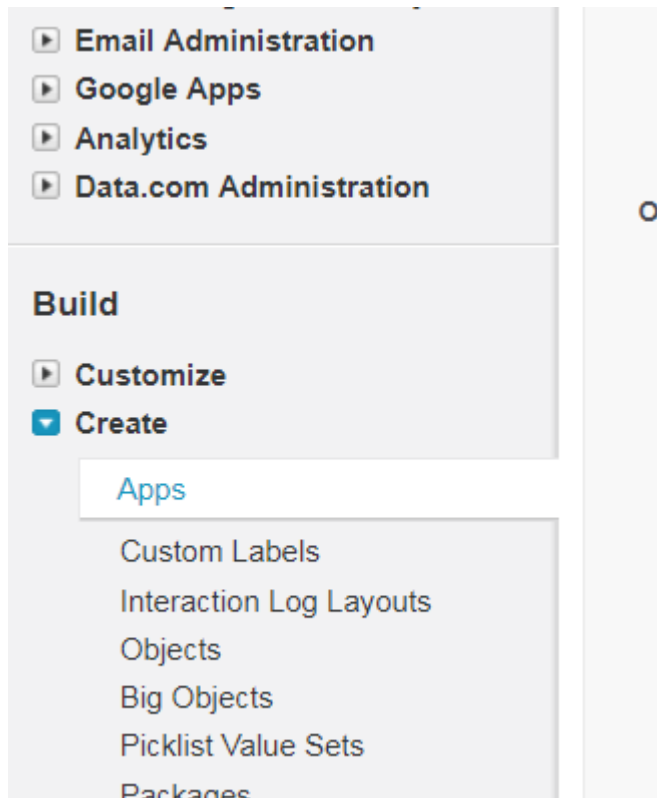 Email Administration
Google Apps
Analytics
Data.com Administration
Build
Customize
Create
Apps
Custom Labels
Interaction Log Layouts
Objects
Big Objects
Picklist Value Sets
Packages